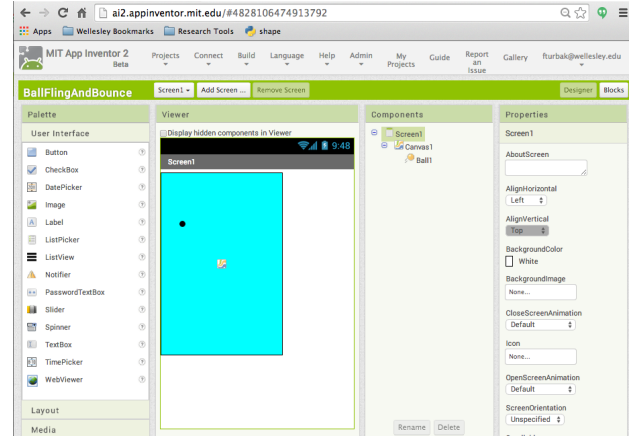 ai2.appinventor.mit.edu/#4828106474913792
Apps Wellesley Bookmarks Research Tools shape
MIT App Inventor 2
Beta
Projects Connect Build Language Help Admin My Projects Guide Report an Issue Gallery fturbak@wellesley.edu
BallFlingAndBounce Screen1 Add Screen ... Remove Screen Designer Blocks
Palette
User Interface
Button
CheckBox
DatePicker
Image
Label
ListPicker
ListView
Notifier
PasswordTextBox
Slider
Spinner
TextBox
TimePicker
WebViewer
Layout
Media
Viewer
Display hidden components in Viewer
9:48
Screen1
Components
Screen1
Canvas1
Ball1
Rename Delete
Properties
Screen1
AboutScreen
AlignHorizontal
Left
AlignVertical
Top
BackgroundColor
White
BackgroundImage
None...
CloseScreenAnimation
Default
Icon
None...
OpenScreenAnimation
Default
ScreenOrientation
Unspecified